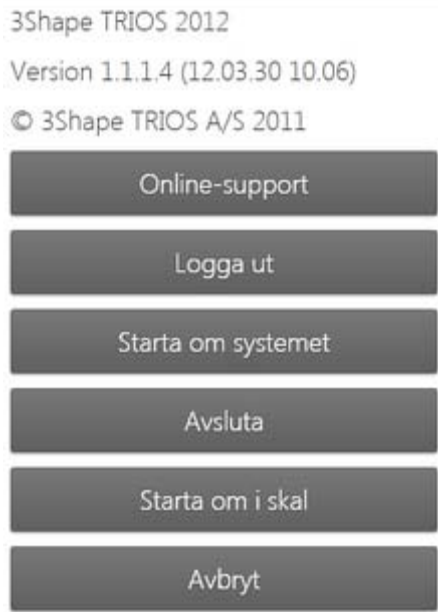 3Shape TRIOS 2012
Version 1.1.1.4 (12.03.30 10.06)
© 3Shape TRIOS A/S 2011
Online-support
Logga ut
Starta om systemet
Avsluta
Starta om i skal
Avbryt